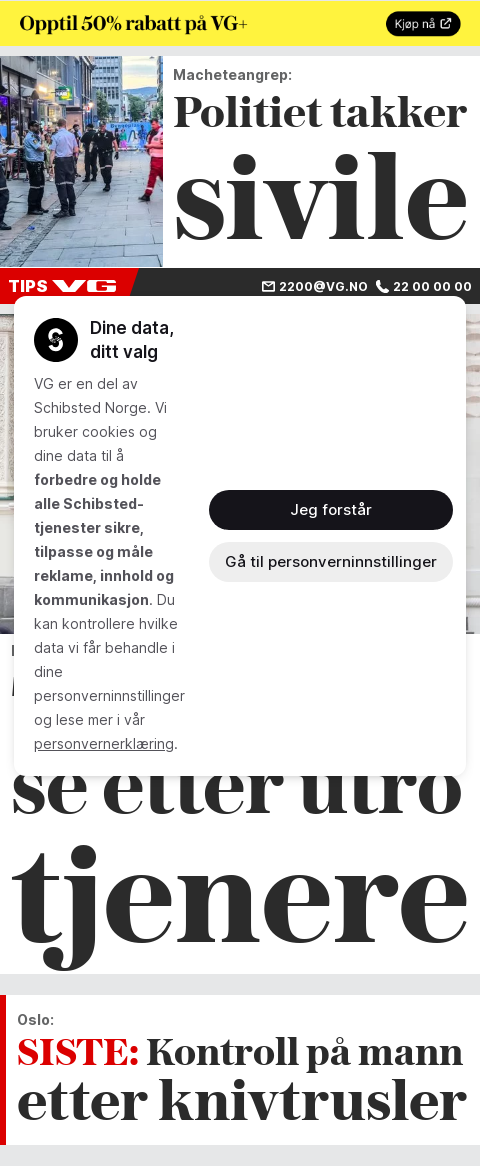 Opptil 50% rabatt på VG+
Kjøp nå
Macheteangrep:
Politiet takker
sivile
TIPS VG
2200@VG.NO 22 00 00 00
Dine data,
ditt valg
VG er en del av
Schibsted Norge. Vi
bruker cookies og
dine data til å
forbedre og holde
alle Schibsted-
tjenester sikre,
tilpasse og måle
reklame, innhold og
kommunikasjon. Du
kan kontrollere hvilke
data vi får behandle i
dine
personverninnstillinger
og lese mer i vår
personvernerklæring.
Jeg forstår
Gå til personverninnstillinger
se etter utro
tjenere
Oslo:
SISTE: Kontroll på mann
etter knivtrusler